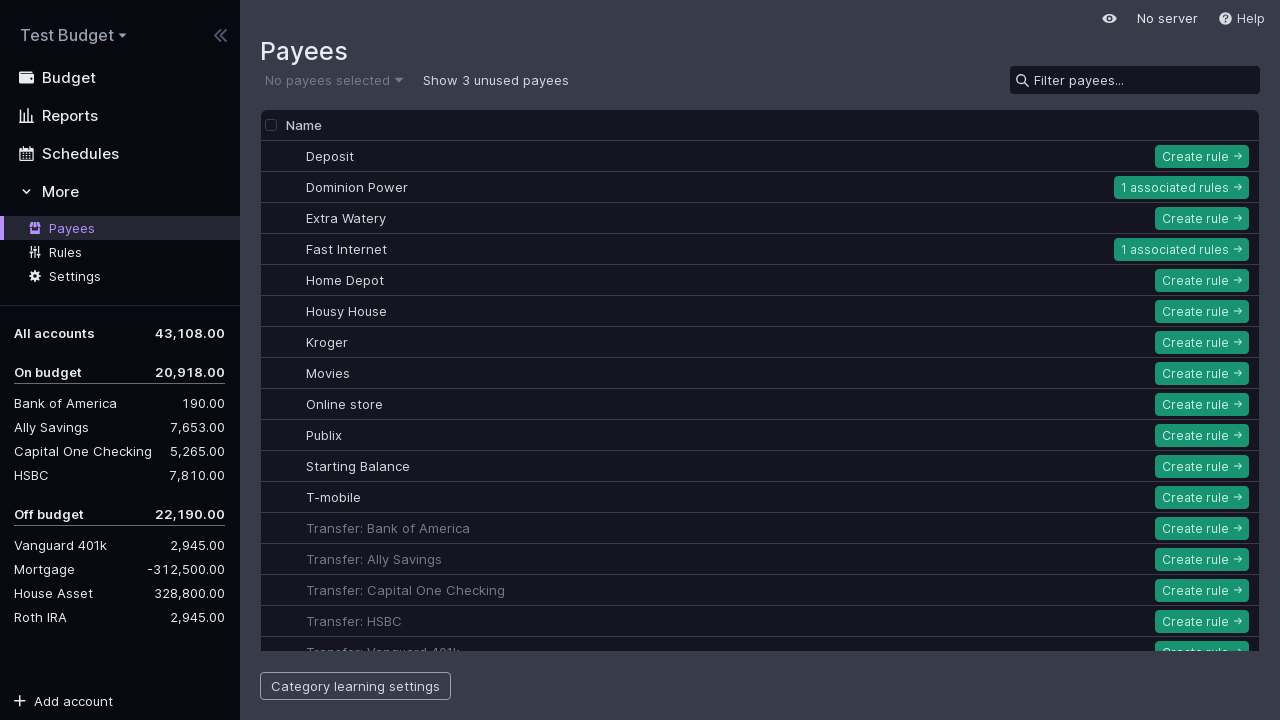 Test Budget
Budget
Reports
Schedules
More
Payees
Rules
Settings
All accounts 43,108.00
On budget 20,918.00
Bank of America 190.00
Ally Savings 7,653.00
Capital One Checking 5,265.00
HSBC 7,810.00
Off budget 22,190.00
Vanguard 401k 2,945.00
Mortgage -312,500.00
House Asset 328,800.00
Roth IRA 2,945.00
Add account
No server Help
Payees
No payees selected Show 3 unused payees Filter payees...
Name
Deposit Create rule
Dominion Power 1 associated rules
Extra Watery Create rule
Fast Internet 1 associated rules
Home Depot Create rule
Housy House Create rule
Kroger Create rule
Movies Create rule
Online store Create rule
Publix Create rule
Starting Balance Create rule
T-mobile Create rule
Transfer: Bank of America Create rule
Transfer: Ally Savings Create rule
Transfer: Capital One Checking Create rule
Transfer: HSBC Create rule
Transfer: Vanguard 401k Create rule
Category learning settings